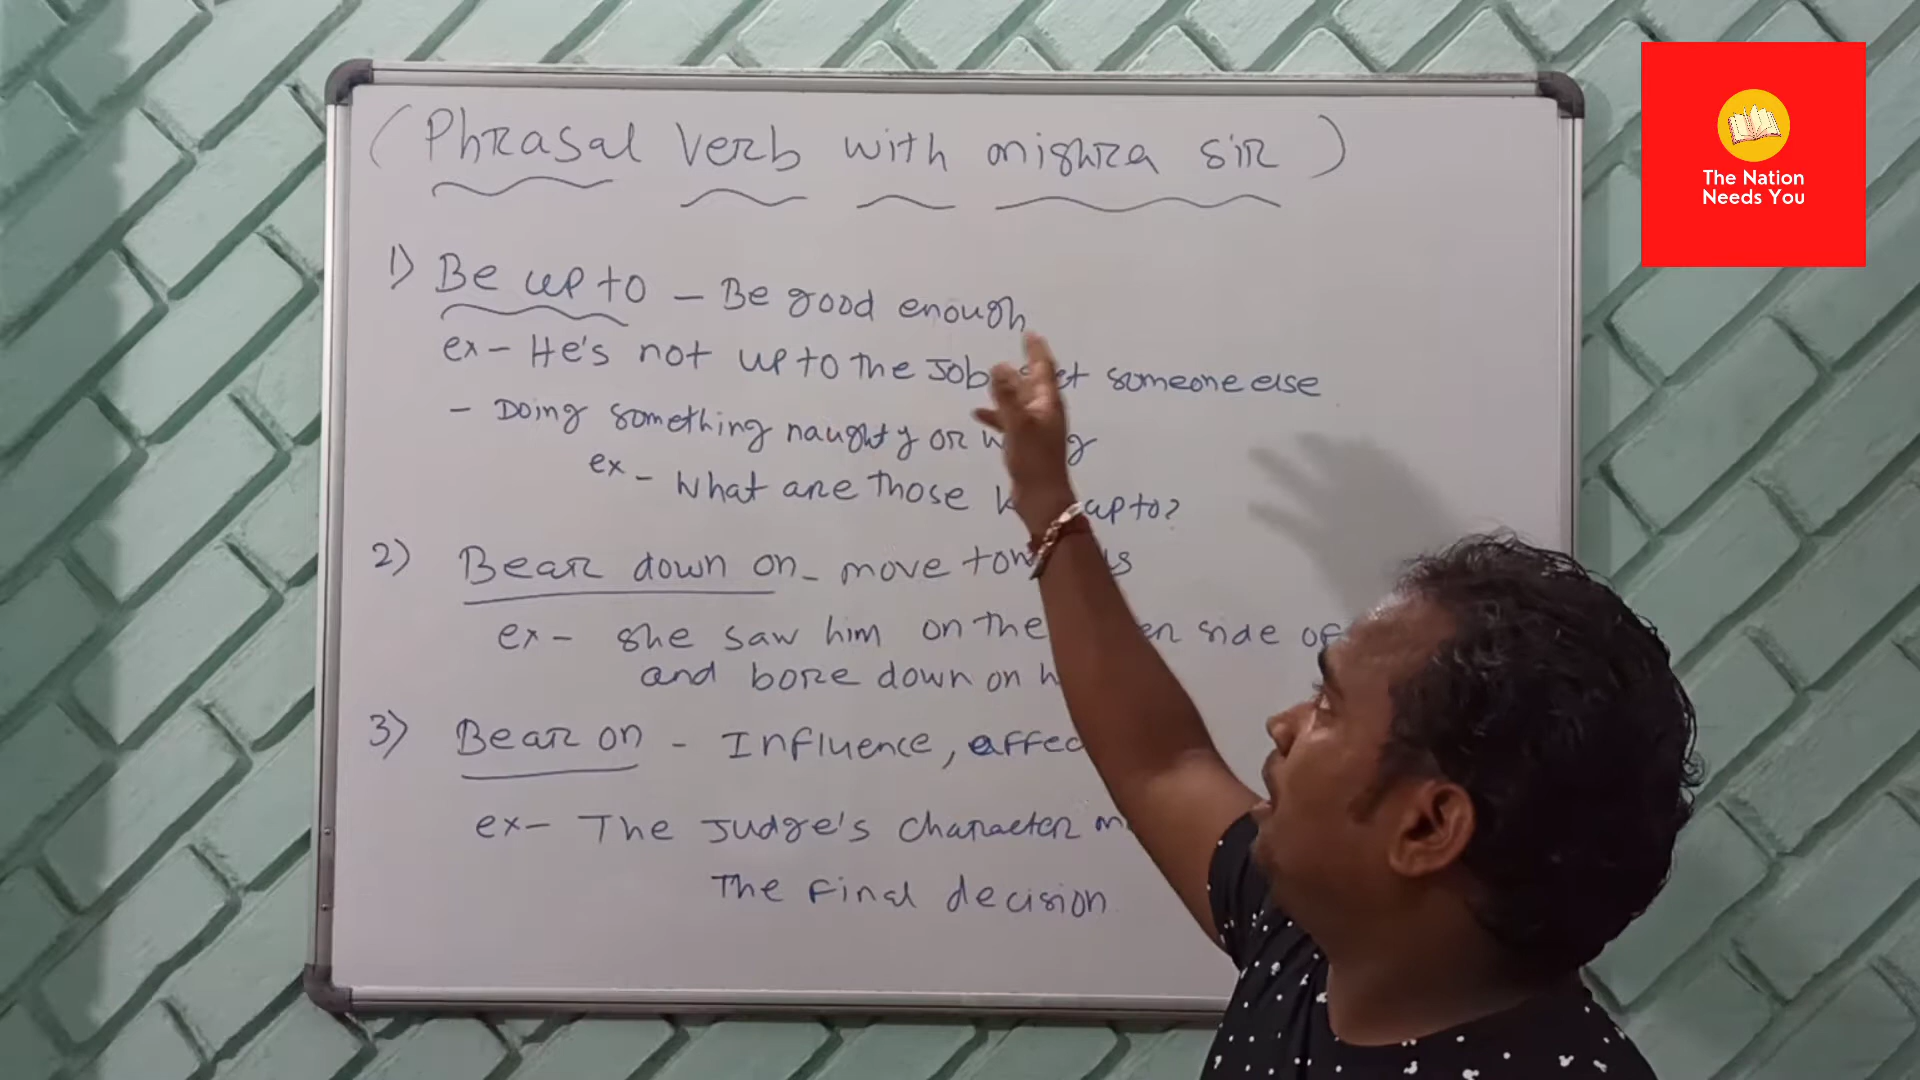 (Phrasal verb with mishra sir)
1) Be up to - Be good enough
ex - He's not up to the Job someone else
- Doing something naughty or
ex - What are those up to?
2) Bear down on - move
ex - she saw him on the side of
and bore down on
3) Bear on - Influence,
ex - The Judge's character
The final decision
The Nation
Needs You